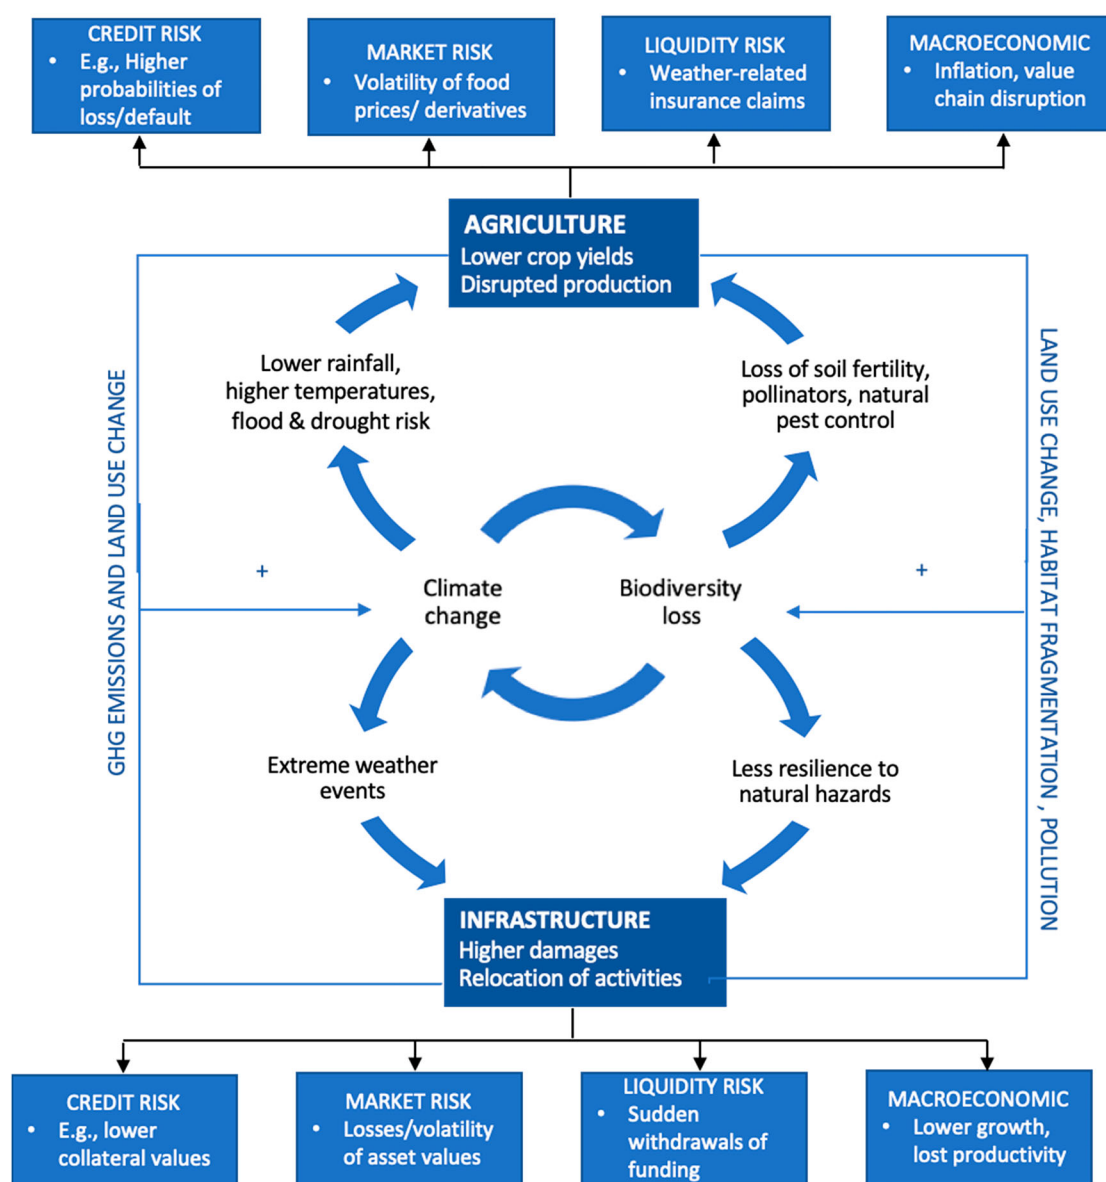 CREDIT RISK
• E.g., Higher
probabilities of
loss/default
MARKET RISK
• Volatility of food
prices/ derivatives
LIQUIDITY RISK
• Weather-related
insurance claims
MACROECONOMIC
• Inflation, value
chain disruption
AGRICULTURE
Lower crop yields
Disrupted production
Lower rainfall,
higher temperatures,
flood & drought risk
Loss of soil fertility,
pollinators, natural
pest control
GHG EMISSIONS AND LAND USE CHANGE
LAND USE CHANGE, HABITAT FRAGMENTATION , POLLUTION
+
+
Climate
change
Biodiversity
loss
Extreme weather
events
Less resilience to
natural hazards
INFRASTRUCTURE
Higher damages
Relocation of activities
CREDIT RISK
• E.g., lower
collateral values
MARKET RISK
• Losses/volatility
of asset values
LIQUIDITY RISK
• Sudden
withdrawals of
funding
MACROECONOMIC
• Lower growth,
lost productivity